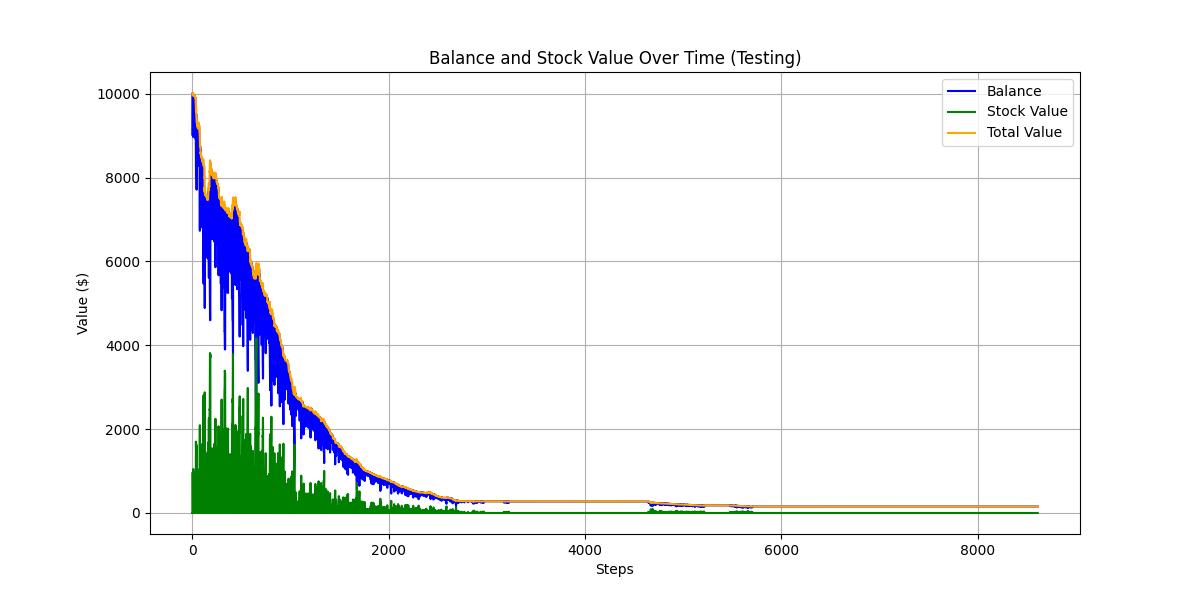 Balance and Stock Value Over Time (Testing)
Balance
Stock Value
Total Value
Value ($)
10000
8000
6000
4000
2000
0
0 2000 4000 6000 8000
Steps